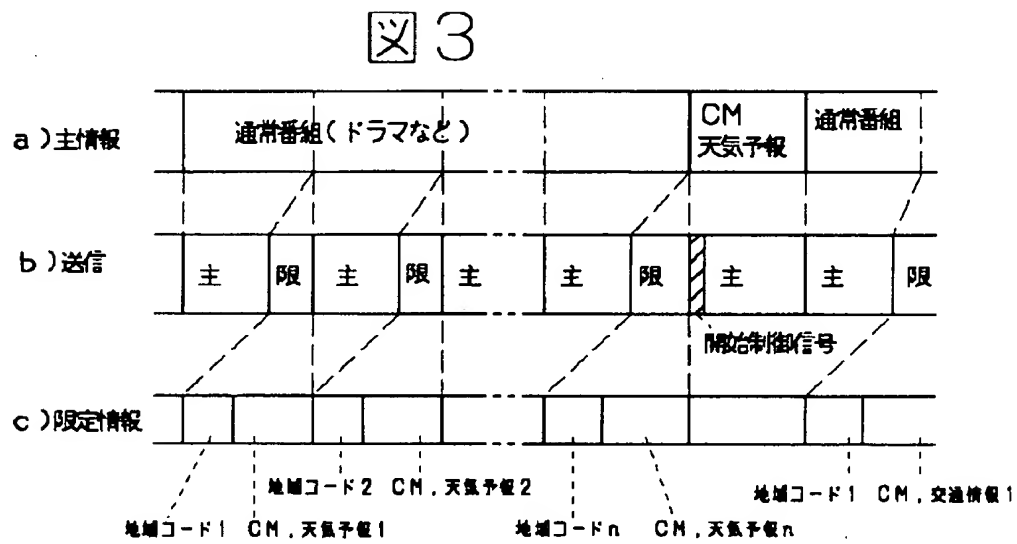 図3
a)主情報
通常番組(ドラマなど)
CM
天気予報
通常番組
b)送信
主 限 主 限 主 主 限 主 主 限
開始制御信号
c)限定情報
地域コード2 CM,天気予報2
地域コード1 CM,交通情報1
地域コード1 CM,天気予報1
地域コードn CM,天気予報n